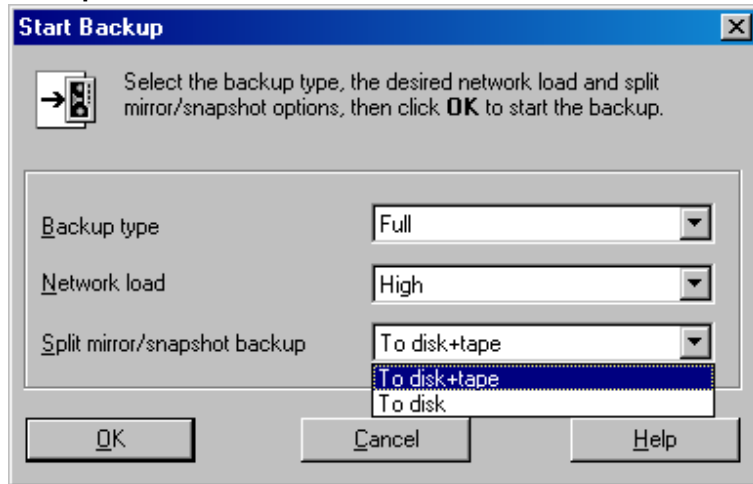 Start Backup
Select the backup type, the desired network load and split
mirror/snapshot options, then click OK to start the backup.
Backup type
Full
Network load
High
Split mirror/snapshot backup
To disk+tape
To disk+tape
To disk
OK
Cancel
Help